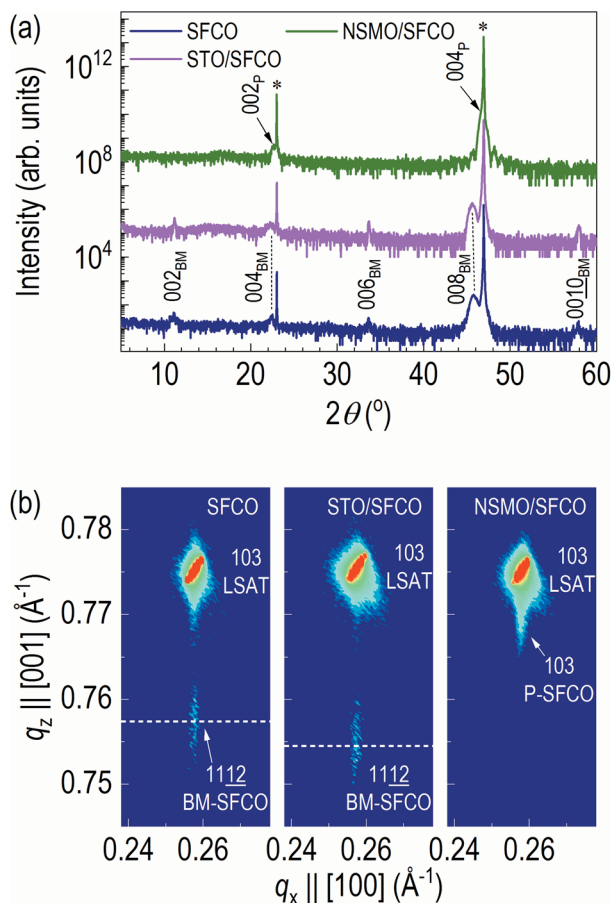 (a)
SFCO
NSMO/SFCO
STO/SFCO
*
*
002P
004P
10^12
10^8
10^4
Intensity (arb. units)
002BM
004BM
006BM
008BM
0010BM
10 20 30 40 50 60
2θ (°)
(b)
SFCO
STO/SFCO
NSMO/SFCO
0.78
0.77
0.76
0.75
103
LSAT
103
LSAT
103
LSAT
103
P-SFCO
1112
BM-SFCO
1112
BM-SFCO
qz || [001] (Å-1)
0.24 0.26 0.24 0.26 0.24 0.26
qx || [100] (Å-1)